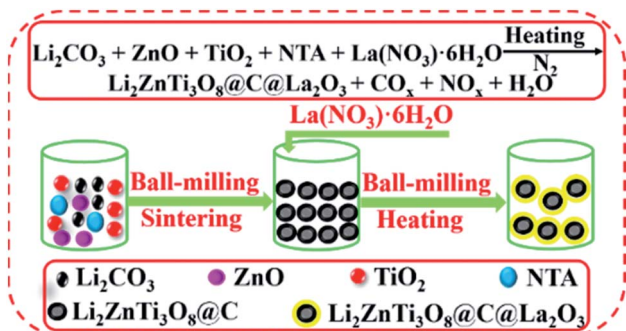 Li₂CO₃ + ZnO + TiO₂ + NTA + La(NO₃)·6H₂O Heating
N₂
Li₂ZnTi₃O₈@C@La₂O₃ + COₓ + NOₓ + H₂O
La(NO₃)·6H₂O
Ball-milling Ball-milling
Sintering Heating
Li₂CO₃ ZnO TiO₂ NTA
Li₂ZnTi₃O₈@C Li₂ZnTi₃O₈@C@La₂O₃